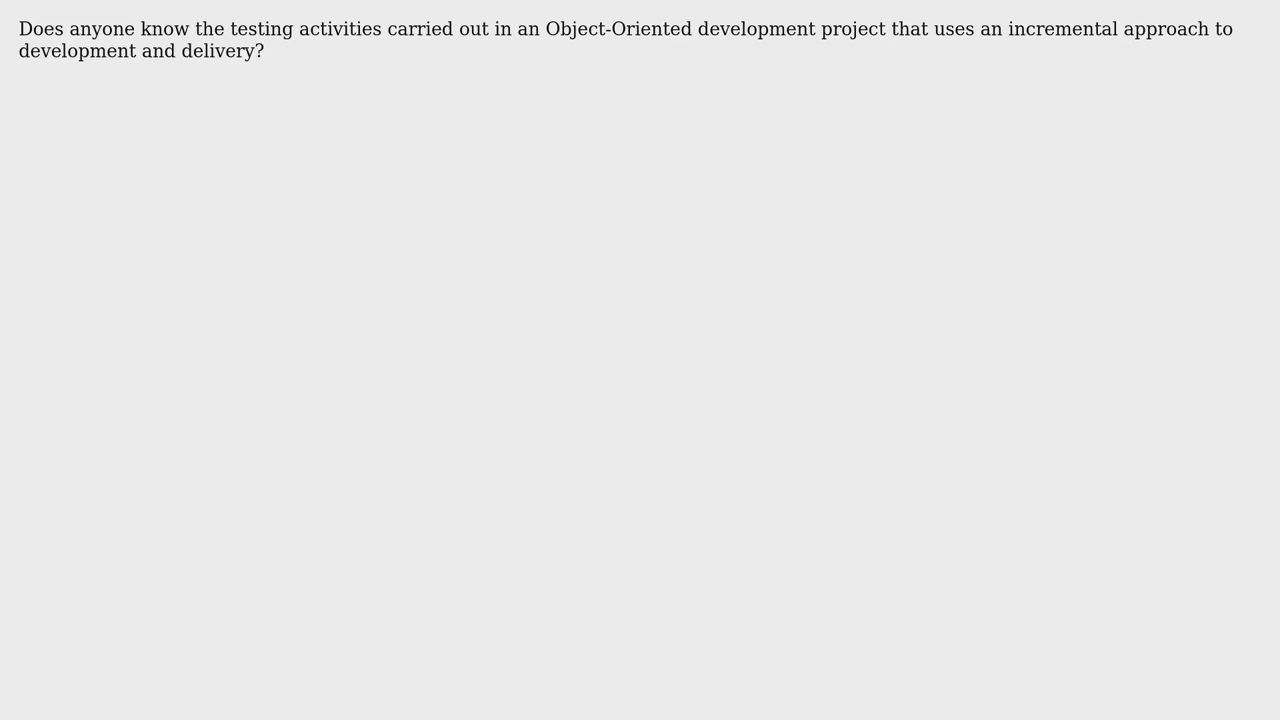 Does anyone know the testing activities carried out in an Object-Oriented development project that uses an incremental approach to
development and delivery?